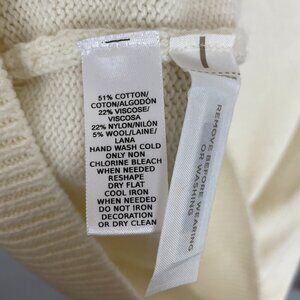 51% COTTON/
COTON/ALGODÓN
22% VISCOSE/
VISCOSA
22% NYLON/NILÓN
5% WOOL/LAINE/
LANA
HAND WASH COLD
ONLY NON
CHLORINE BLEACH
WHEN NEEDED
RESHAPE
DRY FLAT
COOL IRON
WHEN NEEDED
DO NOT IRON
DECORATION
OR DRY CLEAN
REMOVE BEFORE WEARING
OR WASHING